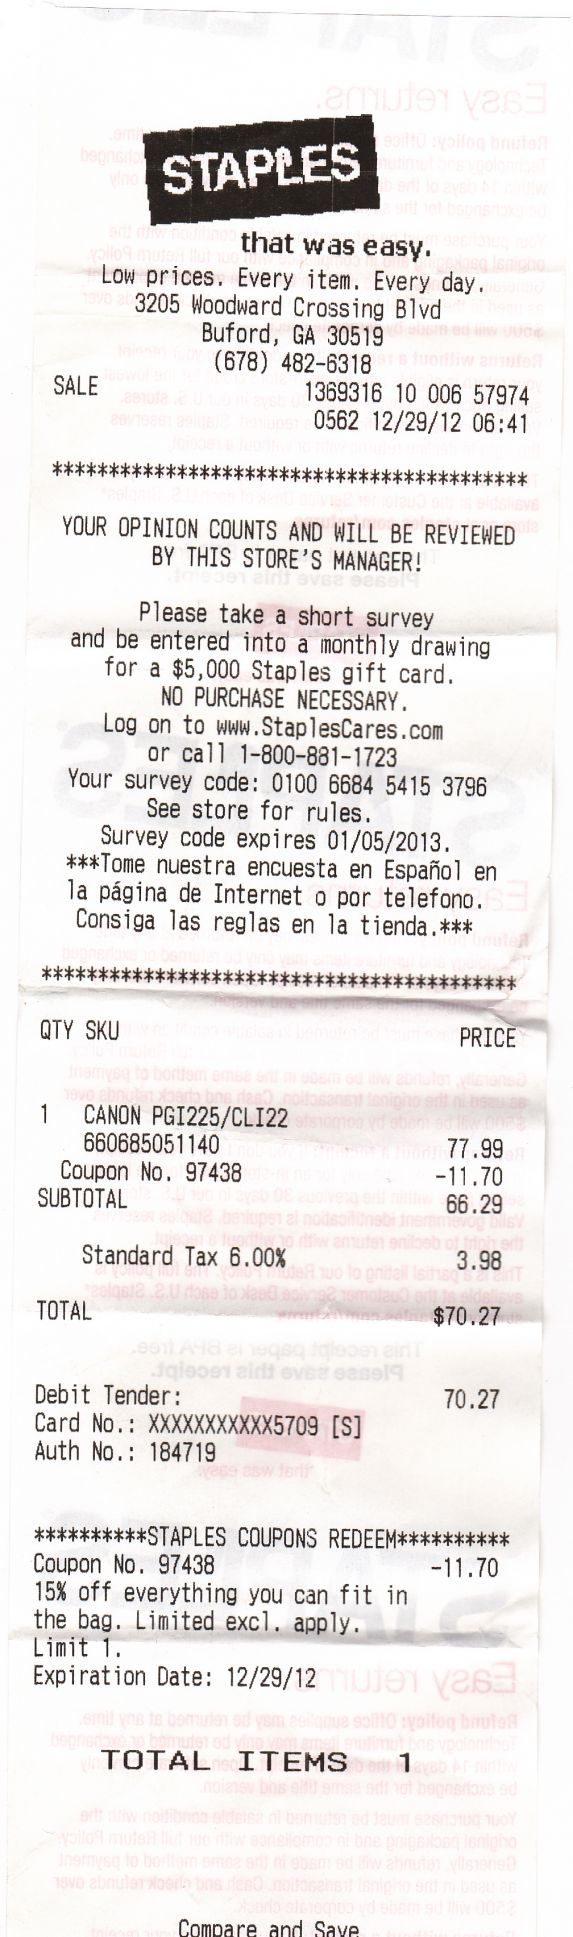 STAPLES
that was easy.
Low prices. Every item. Every day.
3205 Woodward Crossing Blvd
Buford, GA 30519
(678) 482-6318
SALE 1369316 10 006 57974
0562 12/29/12 06:41
******************************************
YOUR OPINION COUNTS AND WILL BE REVIEWED
BY THIS STORE'S MANAGER!
Please take a short survey
and be entered into a monthly drawing
for a $5,000 Staples gift card.
NO PURCHASE NECESSARY.
Log on to www.StaplesCares.com
or call 1-800-881-1723
Your survey code: 0100 6684 5415 3796
See store for rules.
Survey code expires 01/05/2013.
***Tome nuestra encuesta en Español en
la página de Internet o por telefono.
Consiga las reglas en la tienda.***
******************************************
QTY SKU PRICE
1 CANON PGI225/CLI22
660685051140 77.99
Coupon No. 97438 -11.70
SUBTOTAL 66.29
Standard Tax 6.00% 3.98
TOTAL $70.27
Debit Tender: 70.27
Card No.: XXXXXXXXXXX5709 [S]
Auth No.: 184719
**********STAPLES COUPONS REDEEM**********
Coupon No. 97438 -11.70
15% off everything you can fit in
the bag. Limited excl. apply.
Limit 1.
Expiration Date: 12/29/12
TOTAL ITEMS 1
Compare and Save